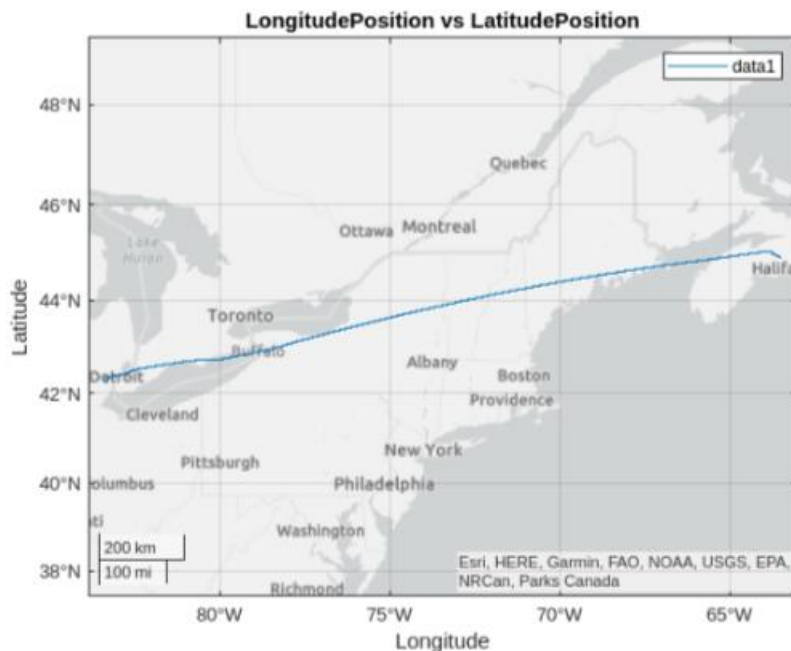 LongitudePosition vs LatitudePosition
data1
48°N
Quebec
46°N
Ottawa
Montreal
Lake
Huron
Halifa
44°N
Toronto
Buffalo
Albany
Detroit
Boston
42°N
Providence
Cleveland
New York
Pittsburgh
40°N
olumbus
Philadelphia
ati
Washington
200 km
100 mi
Esri, HERE, Garmin, FAO, NOAA, USGS, EPA,
NRCan, Parks Canada
38°N
Richmond
80°W
75°W
70°W
65°W
Latitude
Longitude